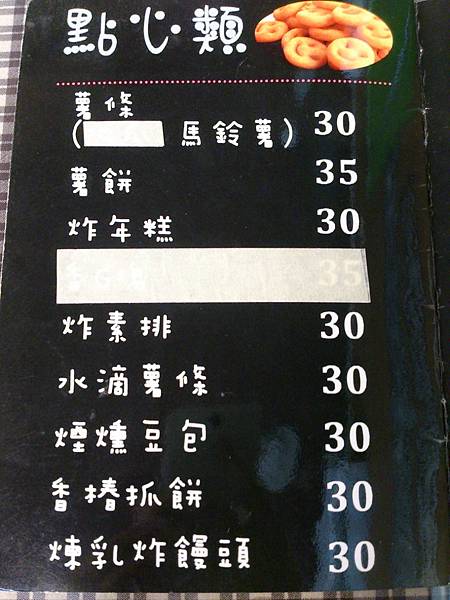 點心類
薯條
( 馬鈴薯) 30
薯餅 35
炸年糕 30
35
炸素排 30
水滴薯條 30
煙燻豆包 30
香椿抓餅 30
煉乳炸饅頭 30